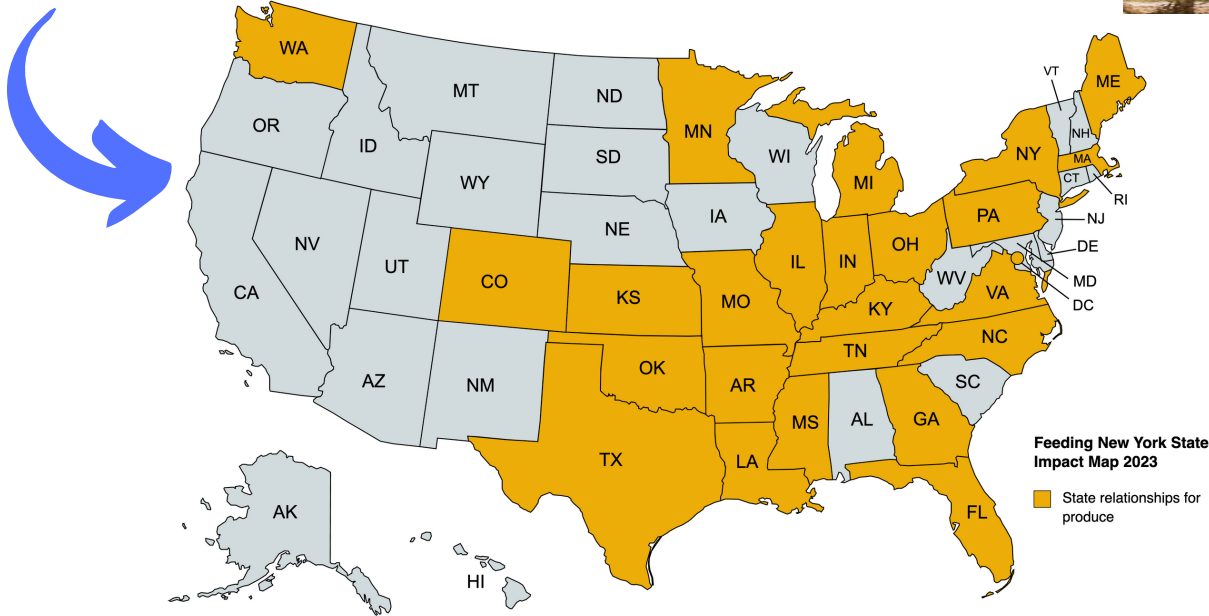 WA
MT
ND
MN
VT
ME
OR
ID
SD
WI
MI
NY
NH
MA
CT
RI
WY
IA
PA
NJ
NE
NV
UT
CO
KS
MO
IL
IN
OH
WV
DE
MD
DC
VA
CA
KY
NC
AZ
NM
OK
AR
TN
SC
MS
AL
GA
TX
LA
FL
AK
HI
Feeding New York State
Impact Map 2023
State relationships for
produce